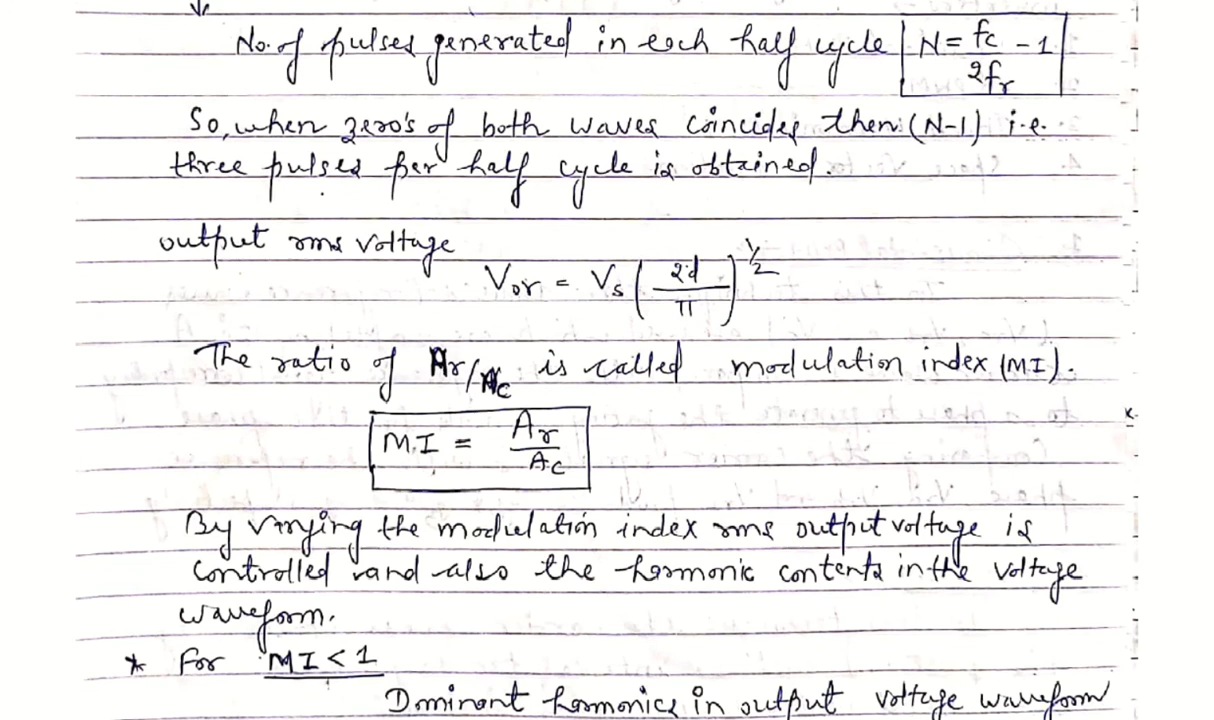 No. of pulses generated in each half cycle N = fc/2fr - 1
So, when zero's of both waves coincides then (N-1) i.e.
three pulses per half cycle is obtained.
output rms voltage
Vor = Vs (2d/π)^1/2
The ratio of Ar/Ac is called modulation index (MI).
M.I = Ar/Ac
By varying the modulation index rms output voltage is
controlled and also the harmonic contents in the voltage
waveform.
* For MI < 1
Dominant harmonics in output voltage waveform